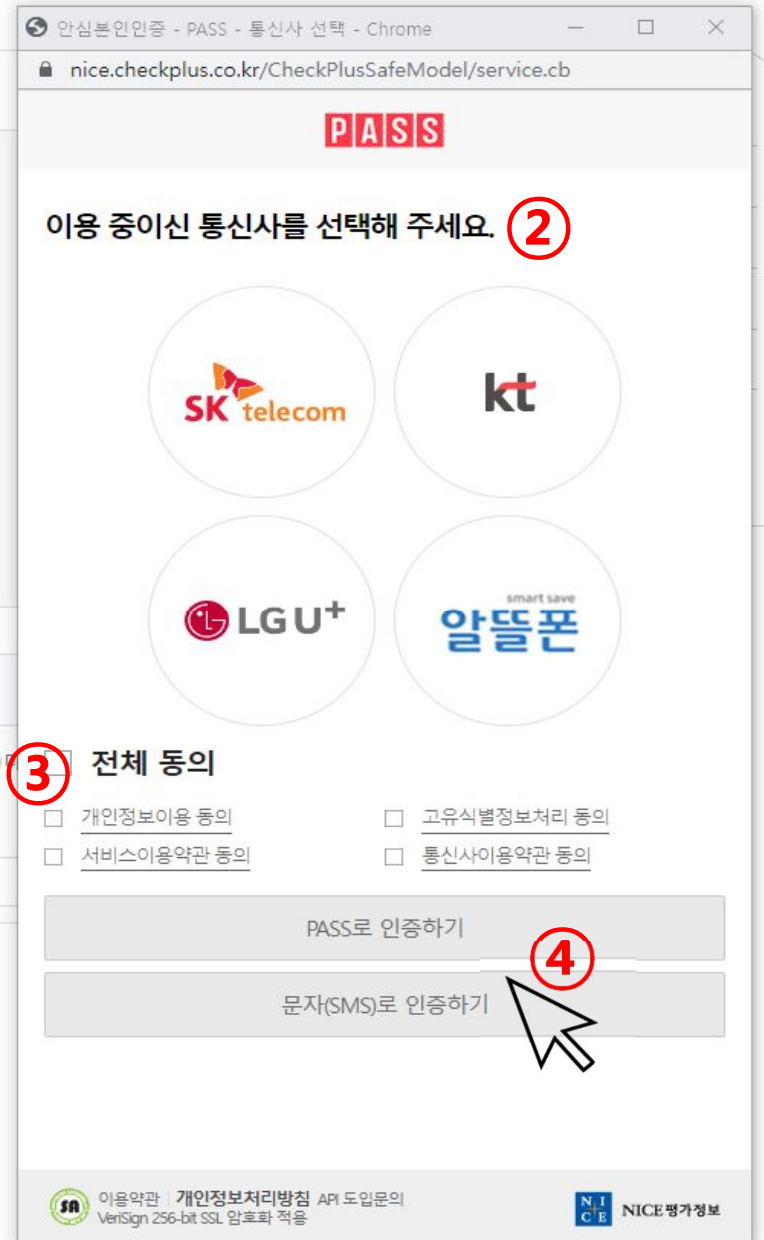 안심본인인증 - PASS - 통신사 선택 - Chrome
nice.checkplus.co.kr/CheckPlusSafeModel/service.cb
PASS
이용 중이신 통신사를 선택해 주세요. ②
SK telecom
kt
LG U+
smart save
알뜰폰
③ 전체 동의
개인정보이용 동의 고유식별정보처리 동의
서비스이용약관 동의 통신사이용약관 동의
PASS로 인증하기
④
문자(SMS)로 인증하기
SA 이용약관 | 개인정보처리방침 API 도입문의
VeriSign 256-bit SSL 암호화 적용
NICE NICE평가정보